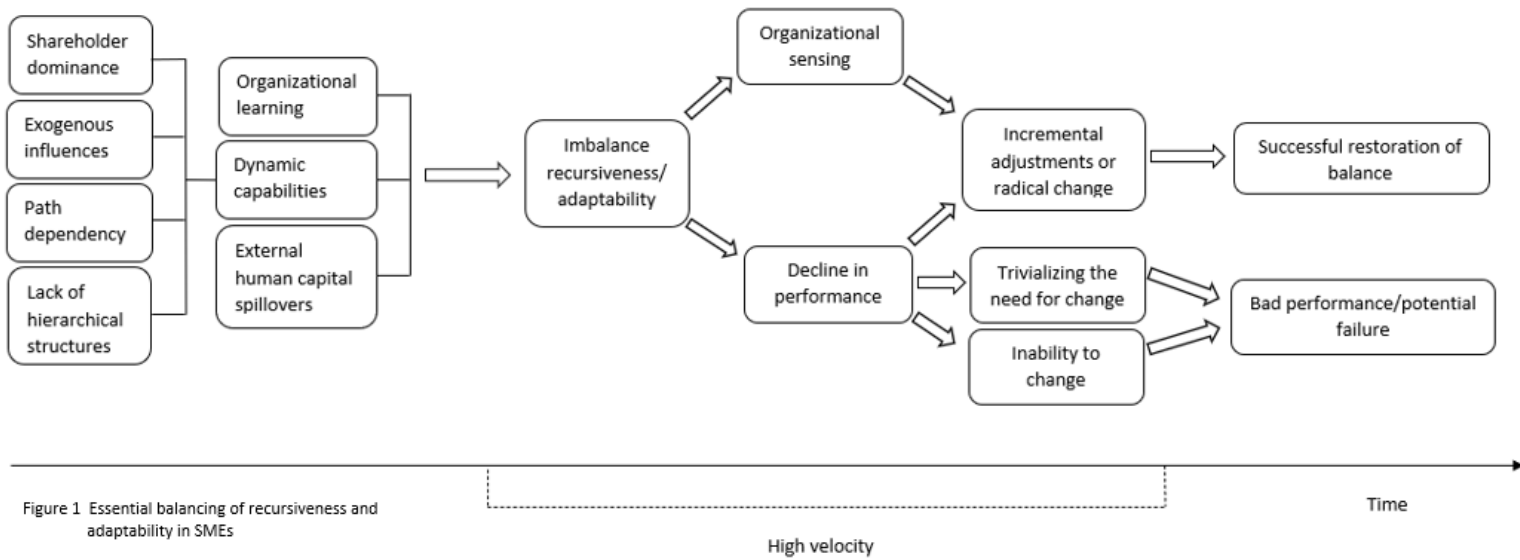 Shareholder
dominance
Exogenous
influences
Path
dependency
Lack of
hierarchical
structures
Organizational
learning
Dynamic
capabilities
External
human capital
spillovers
Imbalance
recursiveness/
adaptability
Organizational
sensing
Decline in
performance
Incremental
adjustments or
radical change
Trivializing the
need for change
Inability to
change
Successful restoration of
balance
Bad performance/potential
failure
Figure 1 Essential balancing of recursiveness and
adaptability in SMEs
High velocity
Time